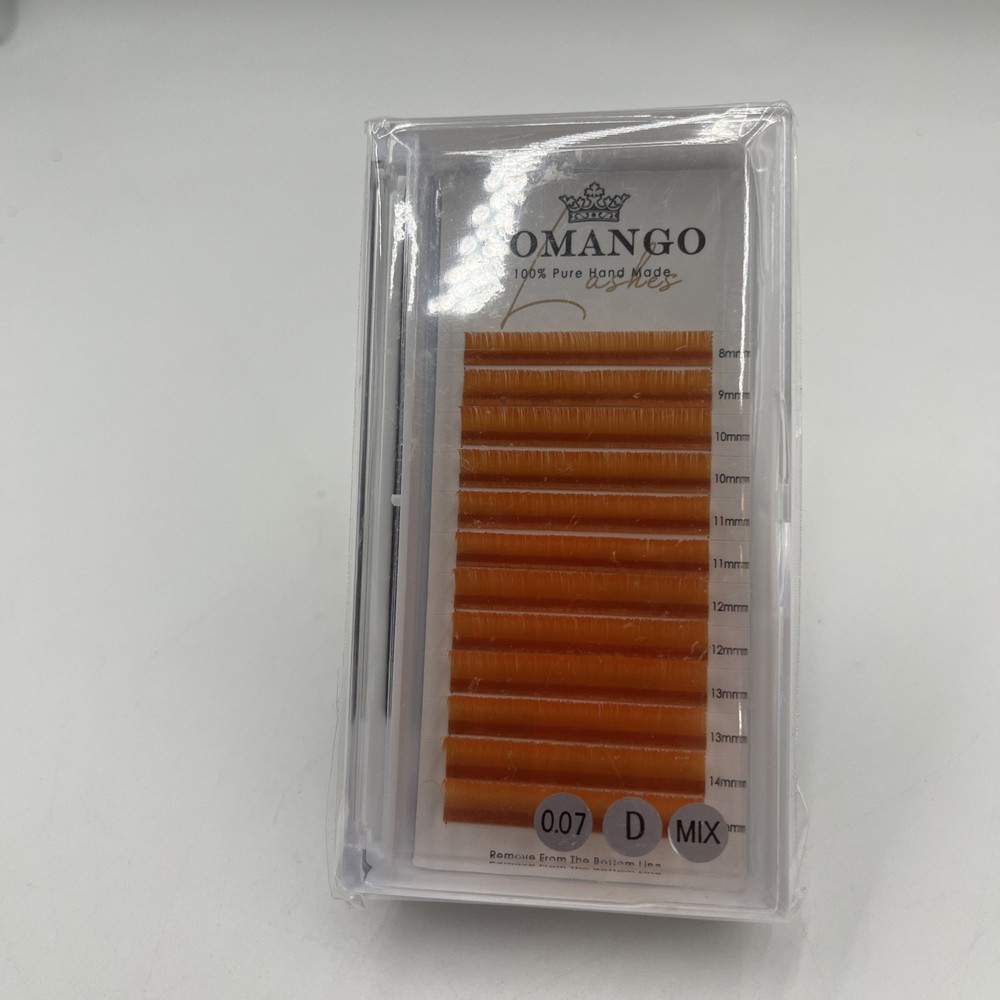 OMANGO
100% Pure Hand Made
Lashes
8mm
9mm
10mm
10mm
11mm
11mm
12mm
12mm
13mm
13mm
14mm
0.07 D MIX
Remove From The Bottom Line